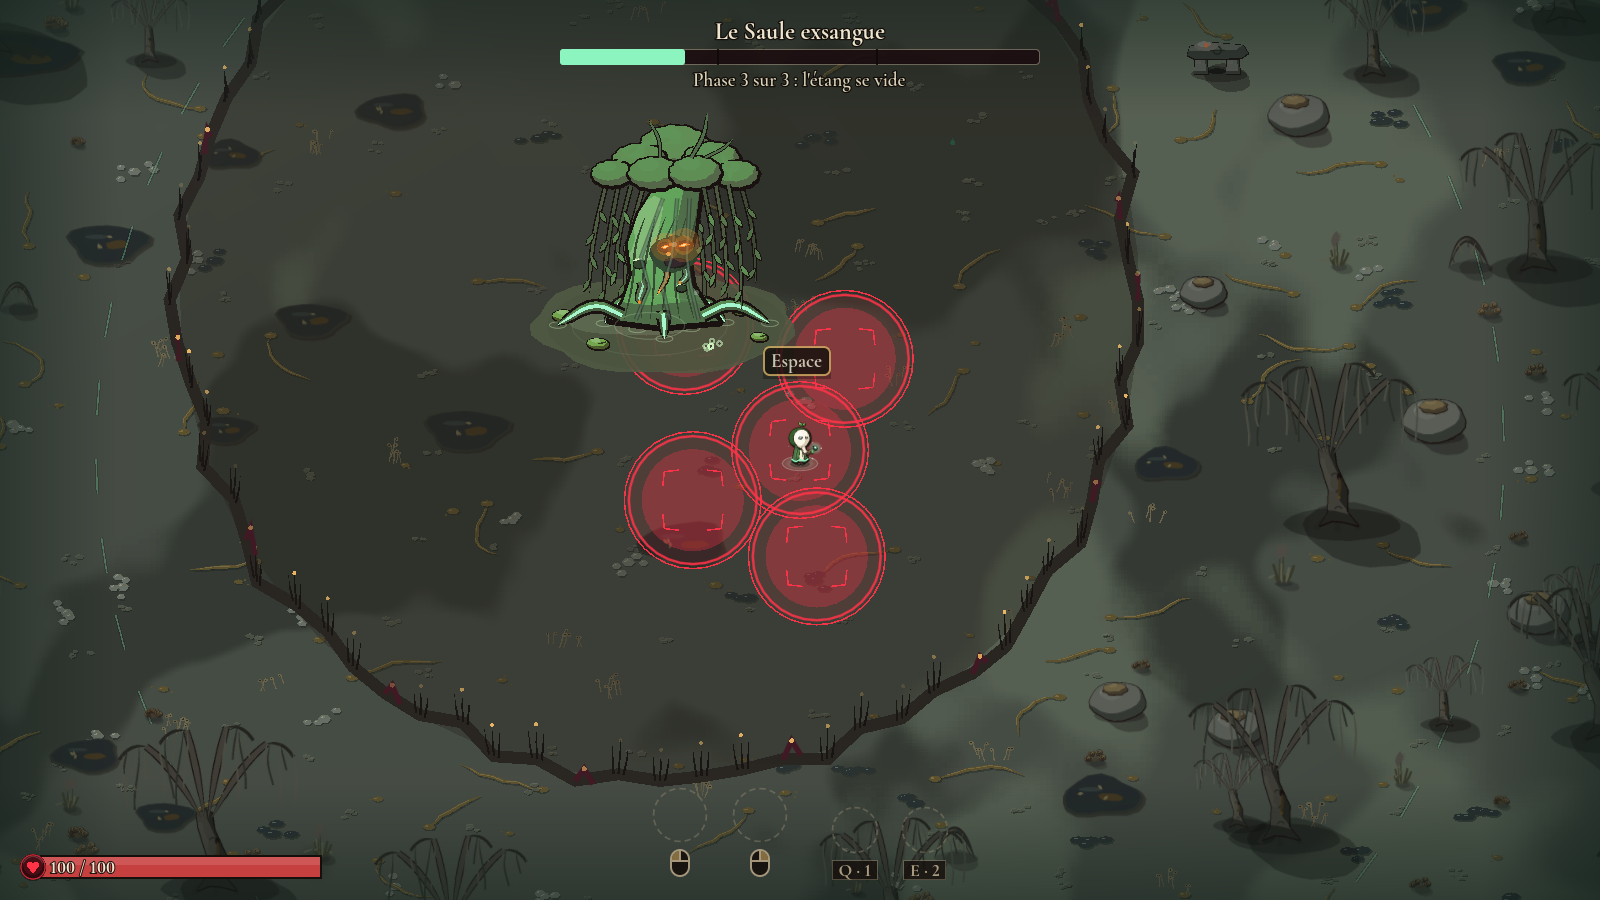 Le Saule exsangue
Phase 3 sur 3 : l'étang se vide
Espace
100 / 100
Q · 1
E · 2